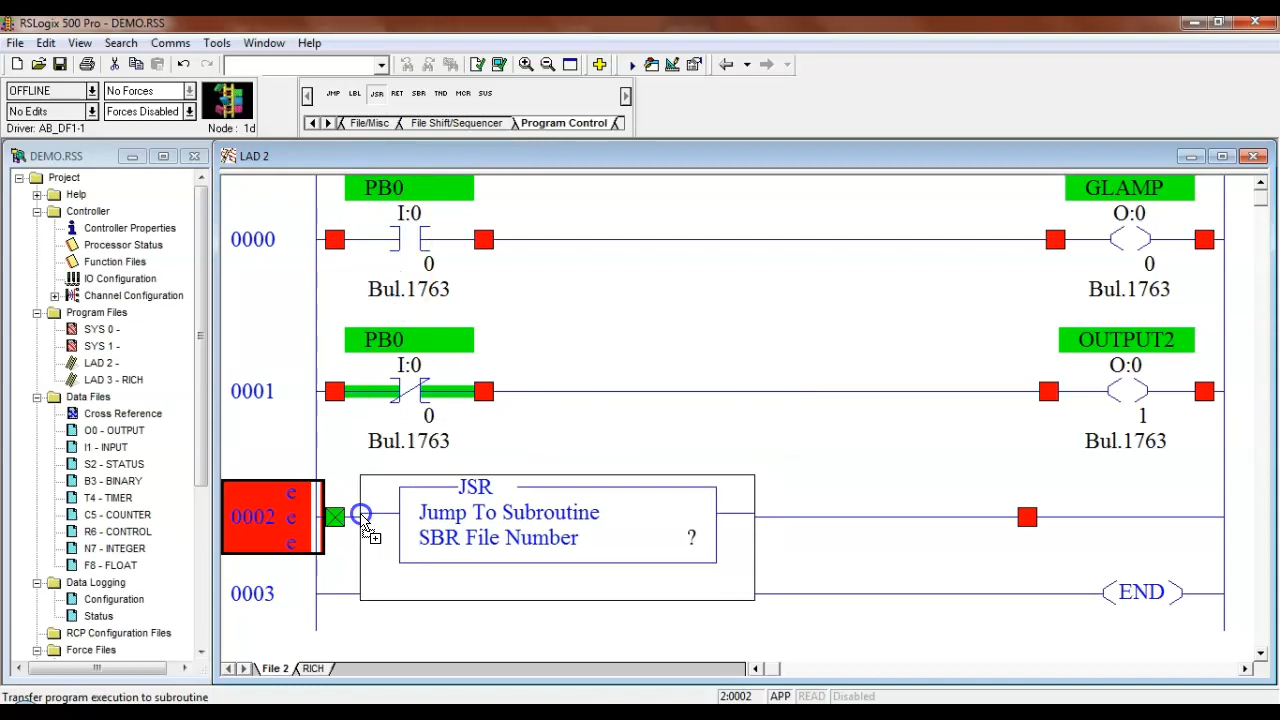 RSLogix 500 Pro - DEMO.RSS
File Edit View Search Comms Tools Window Help
OFFLINE No Forces
No Edits Forces Disabled
Driver: AB_DF1-1 Node : 1d
JMP LBL JSR RET SBR TND MCR SUS
File/Misc File Shift/Sequencer Program Control
DEMO.RSS
Project
Help
Controller
Controller Properties
Processor Status
Function Files
IO Configuration
Channel Configuration
Program Files
SYS 0 -
SYS 1 -
LAD 2 -
LAD 3 - RICH
Data Files
Cross Reference
O0 - OUTPUT
I1 - INPUT
S2 - STATUS
B3 - BINARY
T4 - TIMER
C5 - COUNTER
R6 - CONTROL
N7 - INTEGER
F8 - FLOAT
Data Logging
Configuration
Status
RCP Configuration Files
Force Files
LAD 2
PB0 GLAMP
I:0 O:0
0000
0 0
Bul.1763 Bul.1763
PB0 OUTPUT2
I:0 O:0
0001
0 1
Bul.1763 Bul.1763
e
0002 e
e
JSR
Jump To Subroutine
SBR File Number ?
0003 END
File 2 RICH
Transfer program execution to subroutine 2:0002 APP READ Disabled